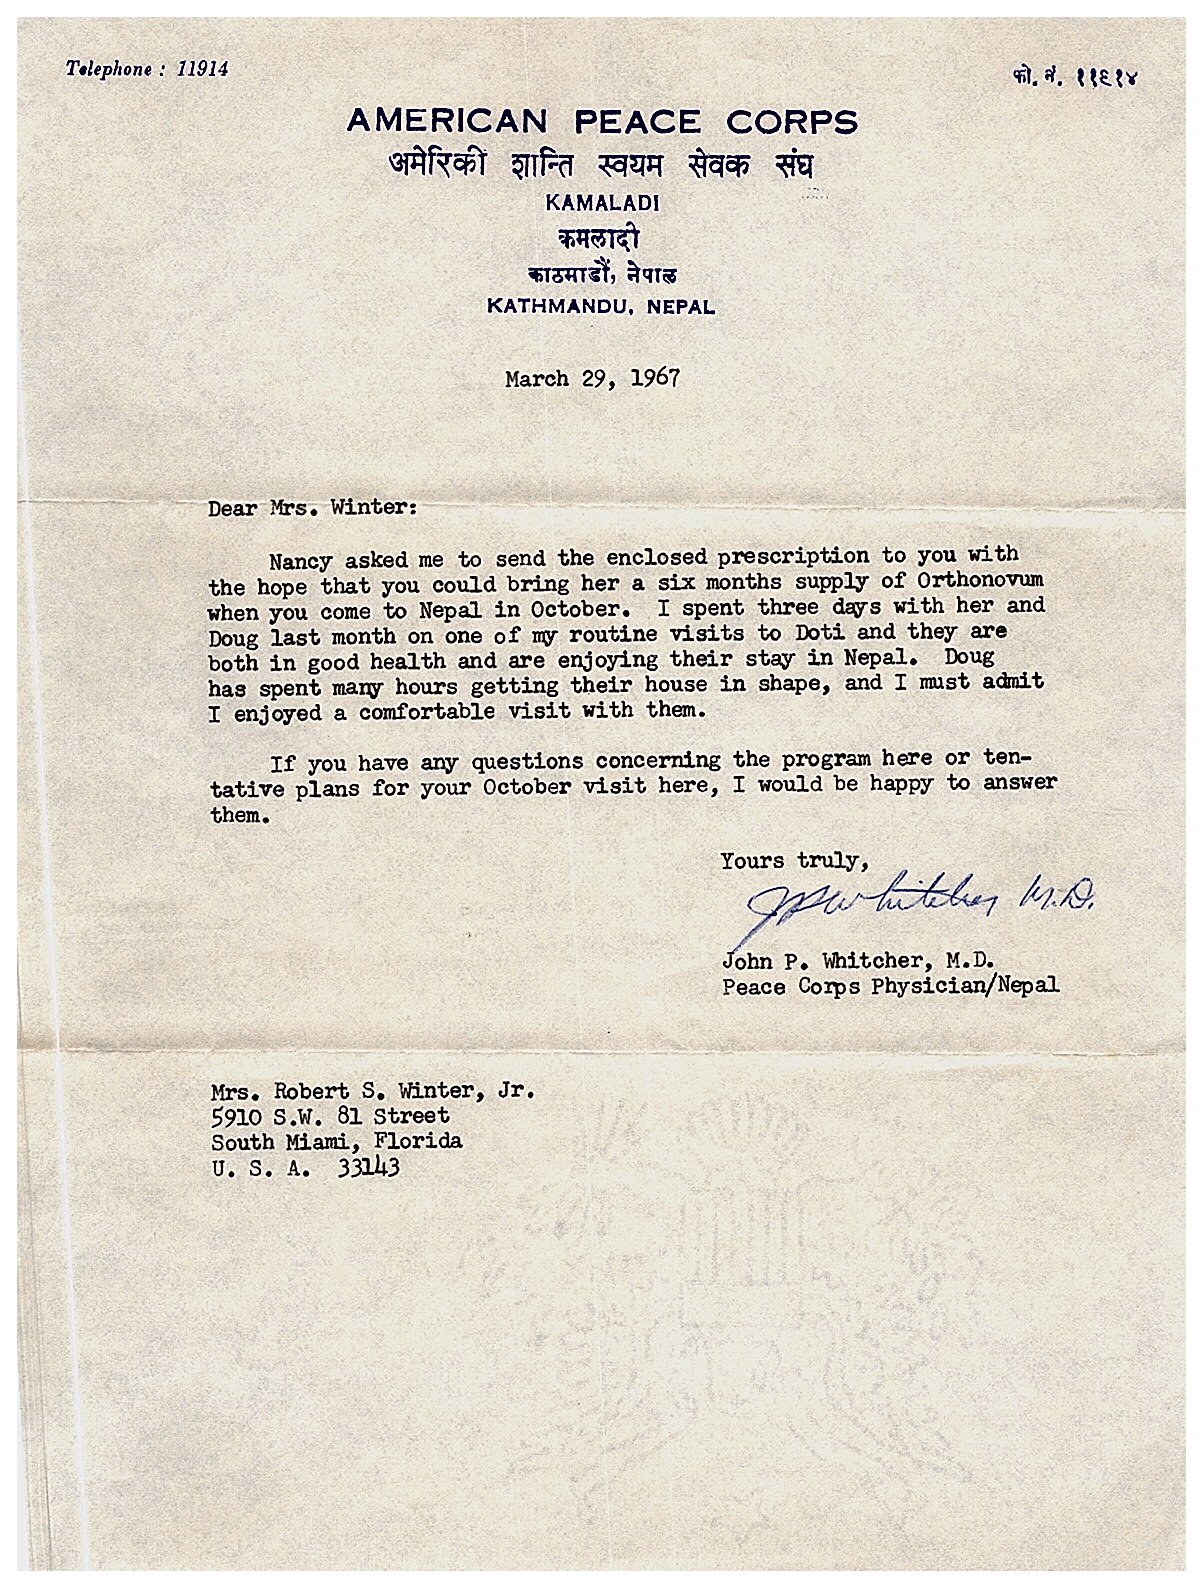 Telephone : 11914
फो. नं. ११९१४
AMERICAN PEACE CORPS
अमेरिकी शान्ति स्वयम सेवक संघ
KAMALADI
कमलादी
काठमाडौं, नेपाल
KATHMANDU, NEPAL
March 29, 1967
Dear Mrs. Winter:
Nancy asked me to send the enclosed prescription to you with
the hope that you could bring her a six months supply of Orthonovum
when you come to Nepal in October. I spent three days with her and
Doug last month on one of my routine visits to Doti and they are
both in good health and are enjoying their stay in Nepal. Doug
has spent many hours getting their house in shape, and I must admit
I enjoyed a comfortable visit with them.
If you have any questions concerning the program here or ten-
tative plans for your October visit here, I would be happy to answer
them.
Yours truly,
JPWhitcher M.D.
John P. Whitcher, M.D.
Peace Corps Physician/Nepal
Mrs. Robert S. Winter, Jr.
5910 S.W. 81 Street
South Miami, Florida
U. S. A. 33143